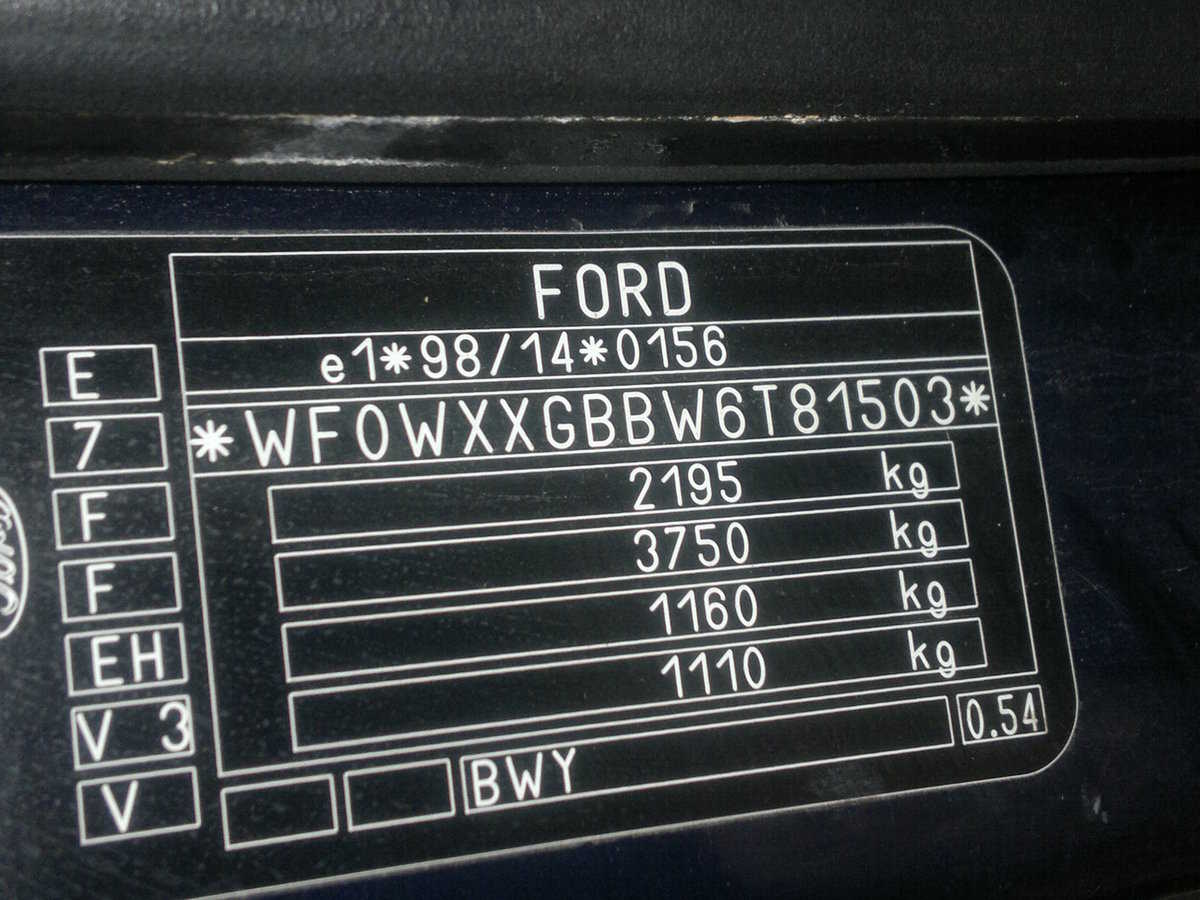 FORD
e1*98/14*0156
*WF0WXXGBBW6T81503*
2195 kg
3750 kg
1160 kg
1110 kg
E
7
F
F
EH
V 3
V
BWY
0.54